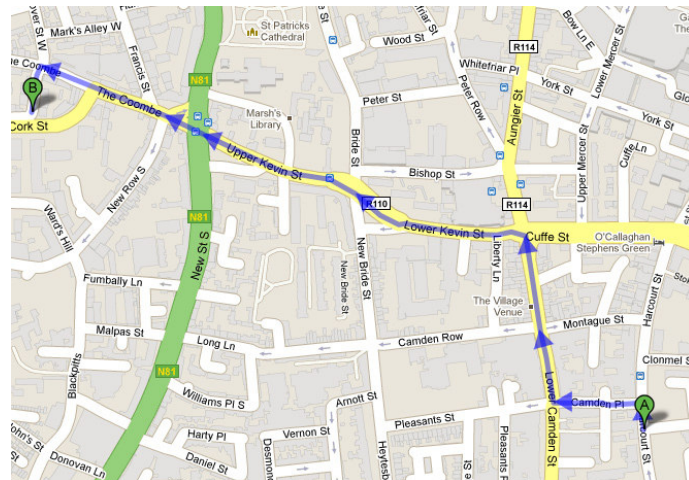 St Patricks
Cathedral
Mark's Alley W
over St W
Francis St
N81
Wood St
R114
Bow Ln E
Lower Mercer St
Whitefriar Pl
York St
York St
The Coombe
The Coombe
B
Cork St
Marsh's
Library
Peter St
Peter Row
Aungier St
Upper Mercer St
Cuffe Ln
Bride St
Upper Kevin St
Bishop St
New Row S
R110
R114
Lower Kevin St
Cuffe St
O'Callaghan
Stephens Green
Ward's Hill
N81
New St S
New Bride St
New Bride St
Liberty Ln
Harcourt St
Fumbally Ln
The Village
Venue
Malpas St
Long Ln
Camden Row
Montague St
Clonmel St
Blackpitts
N81
Williams Pl S
Arnott St
Lower Camden St
Camden Pl
A
Pleasants St
Harty Pl
Vernon St
John's St
Daniel St
Donovan Ln
Pleasants Pl